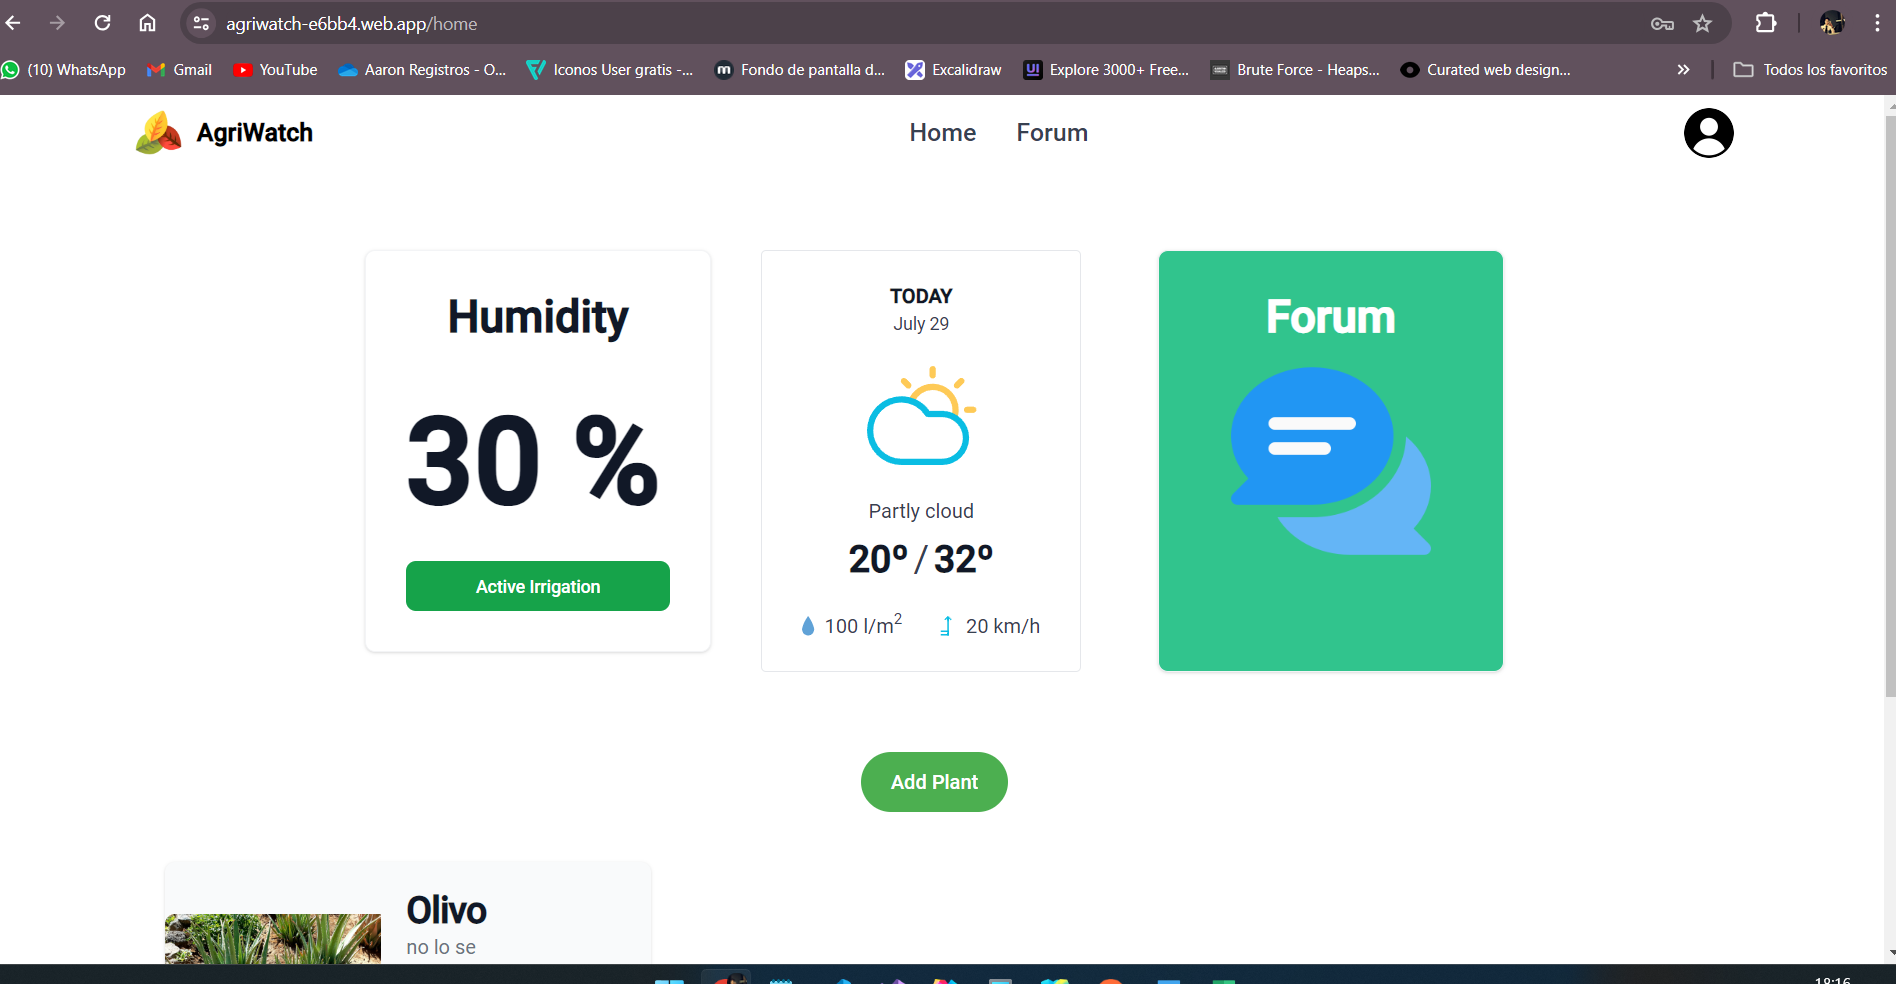 agriwatch-e6bb4.web.app/home
(10) WhatsApp
Gmail
YouTube
Aaron Registros - O...
Iconos User gratis -...
Fondo de pantalla d...
Excalidraw
Explore 3000+ Free...
Brute Force - Heaps...
Curated web design...
Todos los favoritos
AgriWatch
Home
Forum
Humidity
30 %
Active Irrigation
TODAY
July 29
Partly cloud
20º / 32º
100 l/m²
20 km/h
Forum
Add Plant
Olivo
no lo se
18:16